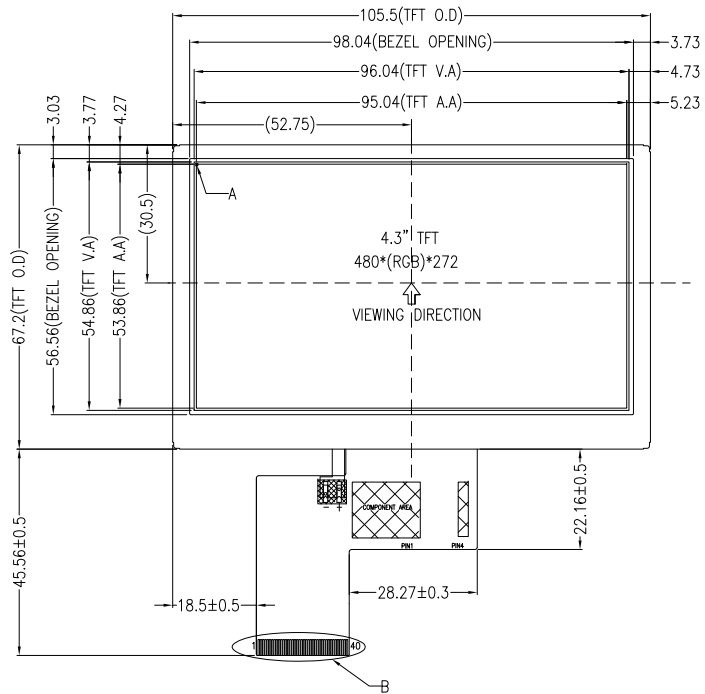 105.5(TFT O.D)
98.04(BEZEL OPENING)
3.73
96.04(TFT V.A)
4.73
95.04(TFT A.A)
5.23
(52.75)
3.03
3.77
4.27
A
(30.5)
67.2(TFT O.D)
56.56(BEZEL OPENING)
54.86(TFT V.A)
53.86(TFT A.A)
4.3" TFT
480*(RGB)*272
VIEWING DIRECTION
- +
COMPONENT AREA
PIN1
PIN4
22.16±0.5
45.56±0.5
18.5±0.5
28.27±0.3
1
40
B